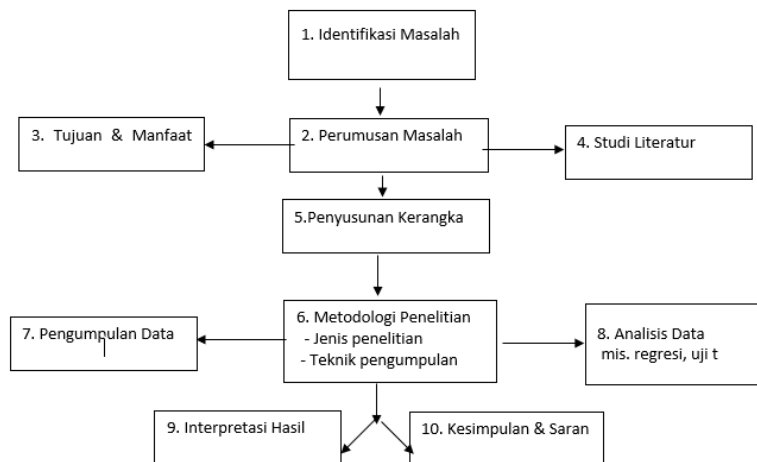 1. Identifikasi Masalah
3. Tujuan & Manfaat
2. Perumusan Masalah
4. Studi Literatur
5.Penyusunan Kerangka
6. Metodologi Penelitian
- Jenis penelitian
- Teknik pengumpulan
7. Pengumpulan Data
8. Analisis Data
mis. regresi, uji t
9. Interpretasi Hasil
10. Kesimpulan & Saran